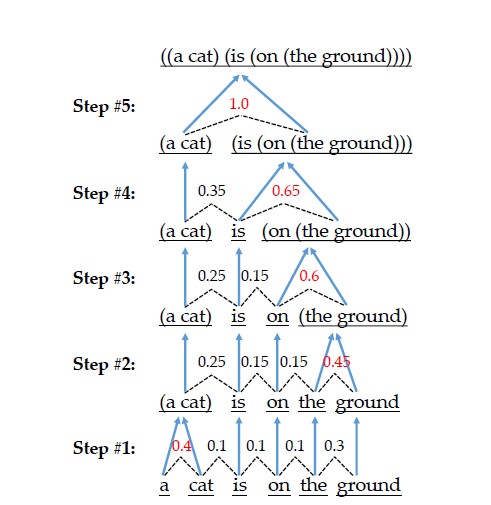 ((a cat) (is (on (the ground))))
Step #5:
1.0
(a cat) (is (on (the ground)))
Step #4:
0.35 0.65
(a cat) is (on (the ground))
Step #3:
0.25 0.15 0.6
(a cat) is on (the ground)
Step #2:
0.25 0.15 0.15 0.45
(a cat) is on the ground
Step #1:
0.4 0.1 0.1 0.1 0.3
a cat is on the ground